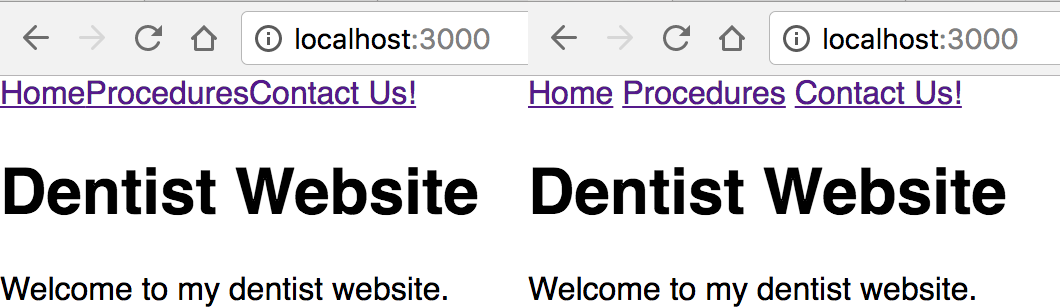 localhost:3000
HomeProceduresContact Us!
Dentist Website
Welcome to my dentist website.
localhost:3000
Home Procedures Contact Us!
Dentist Website
Welcome to my dentist website.